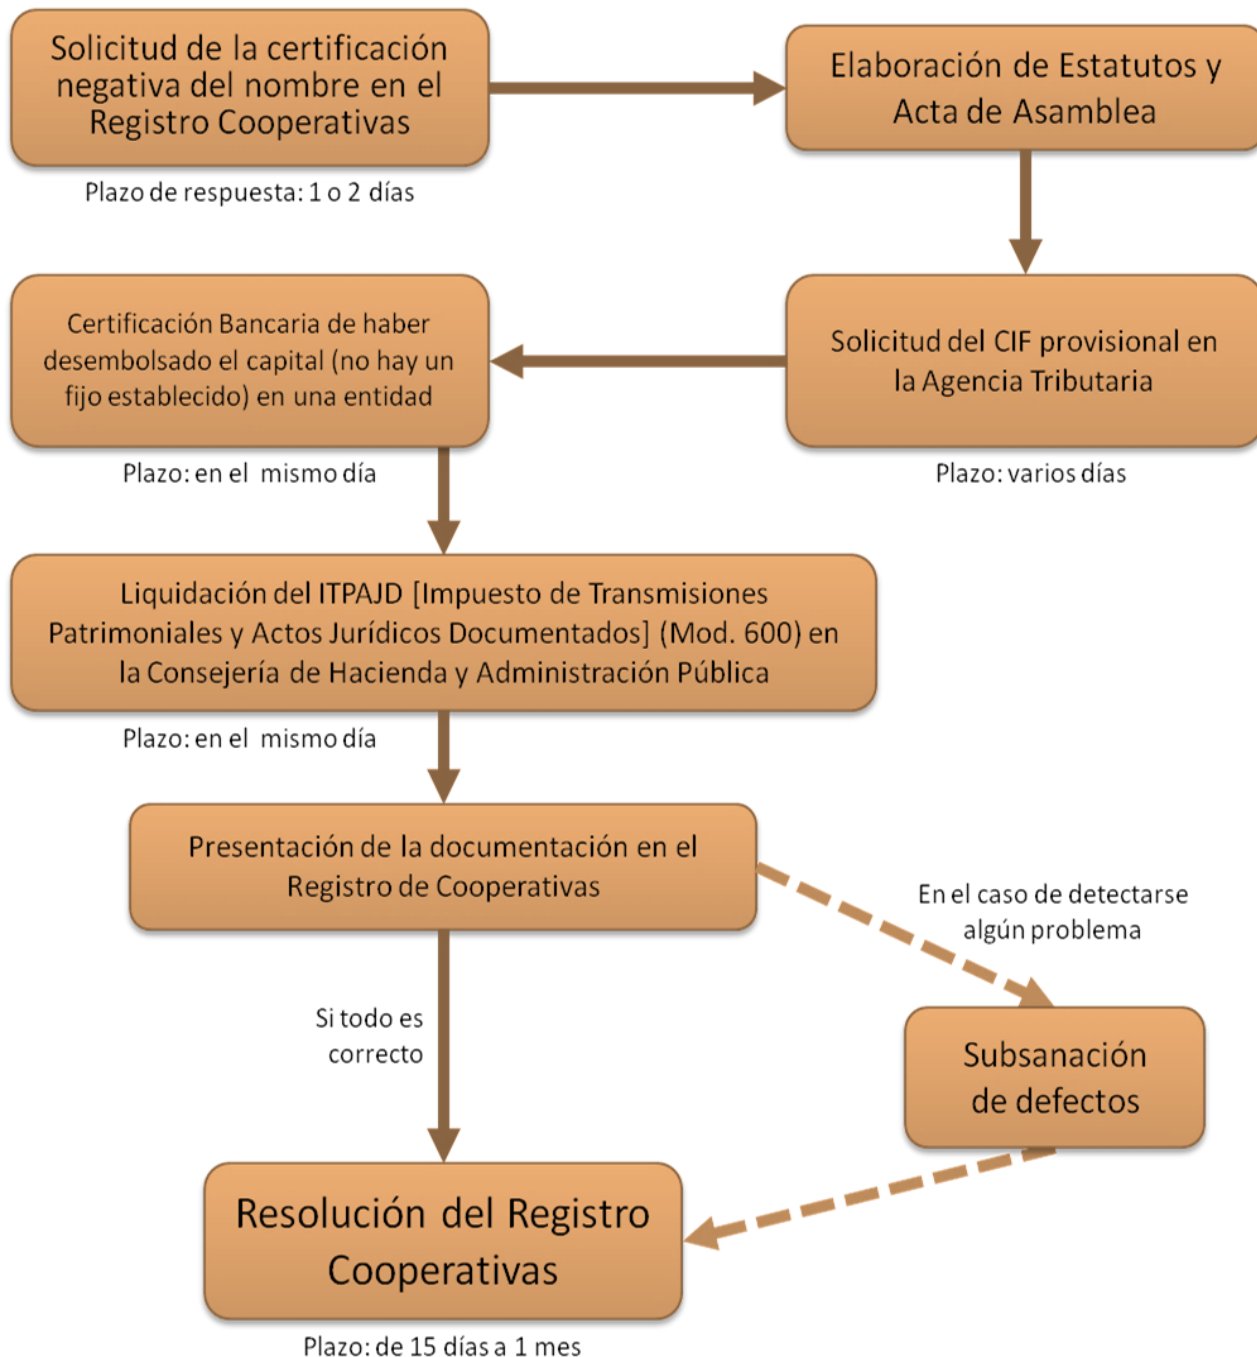 Solicitud de la certificación
negativa del nombre en el
Registro Cooperativas
Plazo de respuesta: 1 o 2 días
Elaboración de Estatutos y
Acta de Asamblea
Solicitud del CIF provisional en
la Agencia Tributaria
Plazo: varios días
Certificación Bancaria de haber
desembolsado el capital (no hay un
fijo establecido) en una entidad
Plazo: en el mismo día
Liquidación del ITPAJD [Impuesto de Transmisiones
Patrimoniales y Actos Jurídicos Documentados] (Mod. 600) en
la Consejería de Hacienda y Administración Pública
Plazo: en el mismo día
Presentación de la documentación en el
Registro de Cooperativas
En el caso de detectarse
algún problema
Si todo es
correcto
Subsanación
de defectos
Resolución del Registro
Cooperativas
Plazo: de 15 días a 1 mes